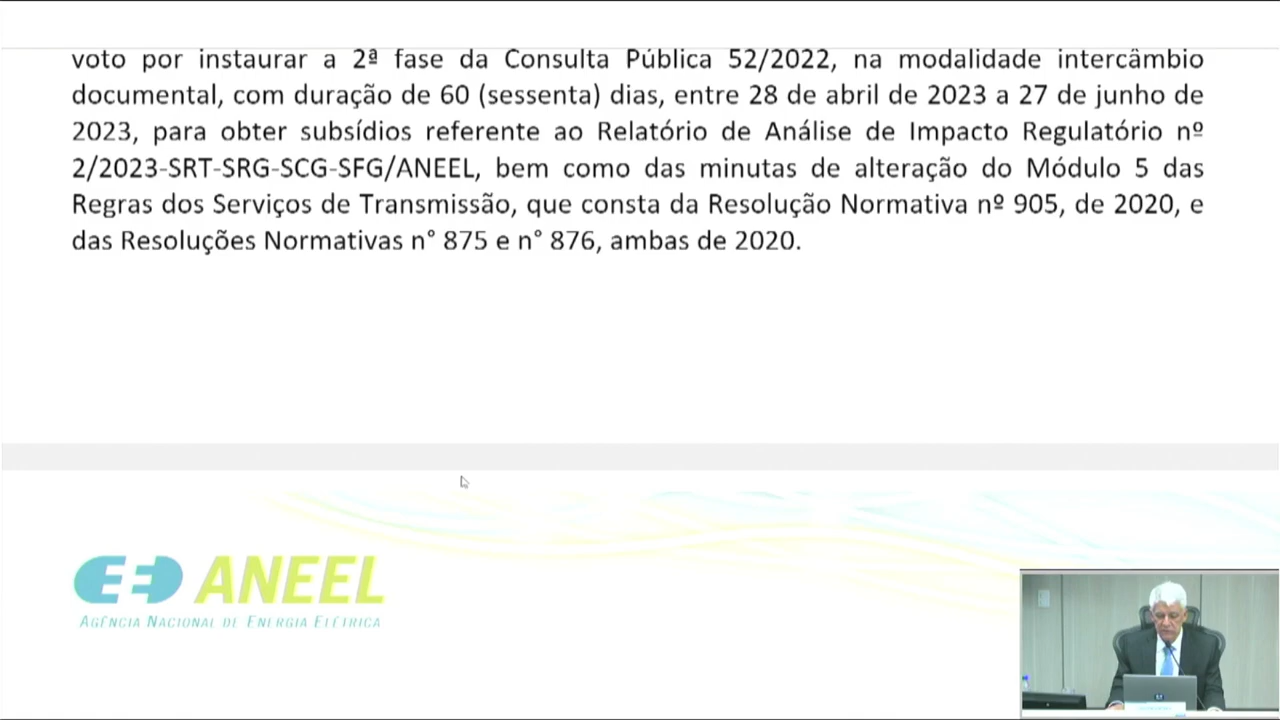 voto por instaurar a 2ª fase da Consulta Pública 52/2022, na modalidade intercâmbio
documental, com duração de 60 (sessenta) dias, entre 28 de abril de 2023 a 27 de junho de
2023, para obter subsídios referente ao Relatório de Análise de Impacto Regulatório nº
2/2023-SRT-SRG-SCG-SFG/ANEEL, bem como das minutas de alteração do Módulo 5 das
Regras dos Serviços de Transmissão, que consta da Resolução Normativa nº 905, de 2020, e
das Resoluções Normativas n° 875 e n° 876, ambas de 2020.
ANEEL
AGÊNCIA NACIONAL DE ENERGIA ELÉTRICA